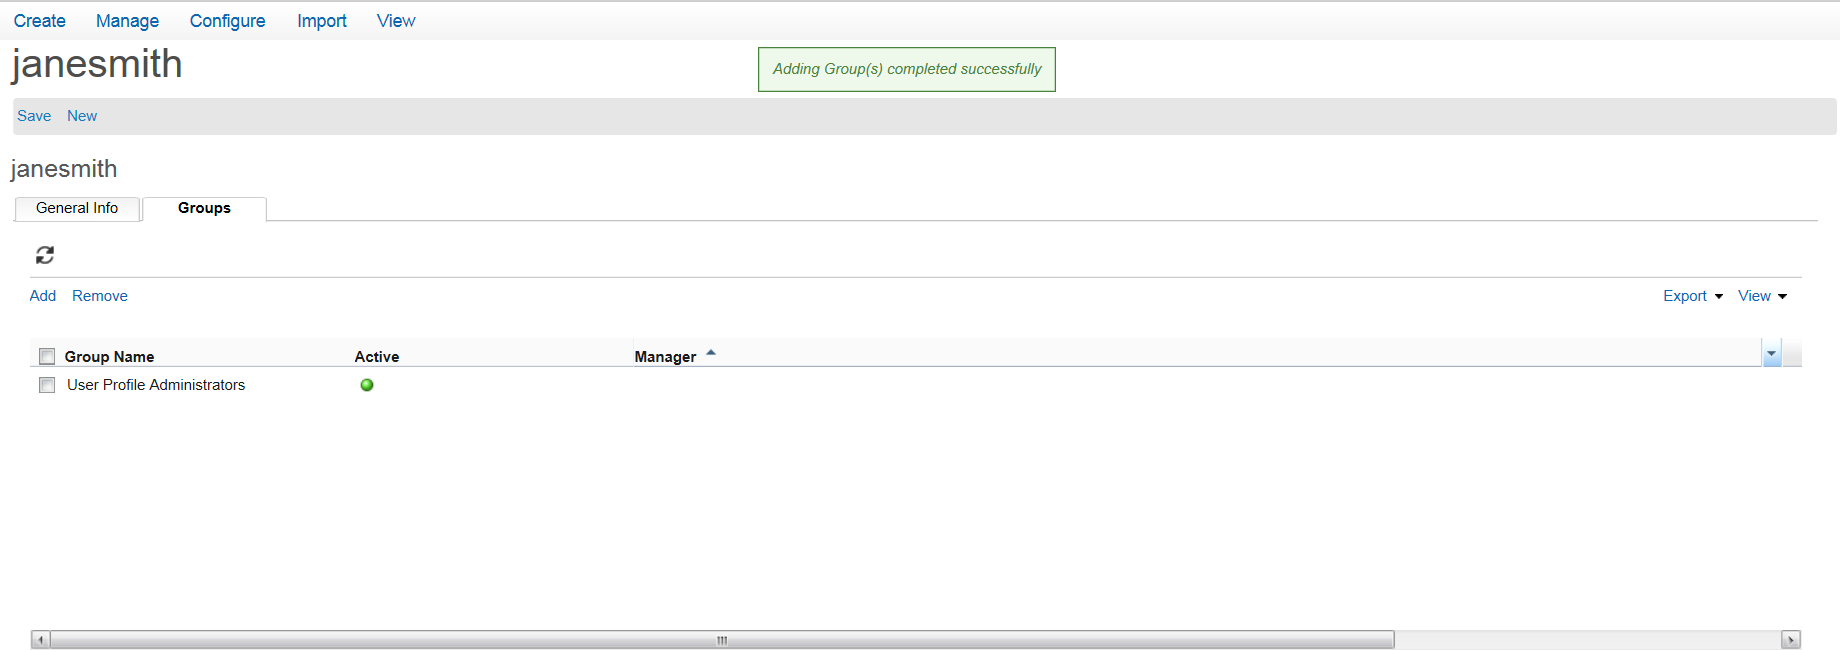 Create Manage Configure Import View
janesmith
Adding Group(s) completed successfully
Save New
janesmith
General Info Groups
Add Remove Export View
Group Name Active Manager
User Profile Administrators